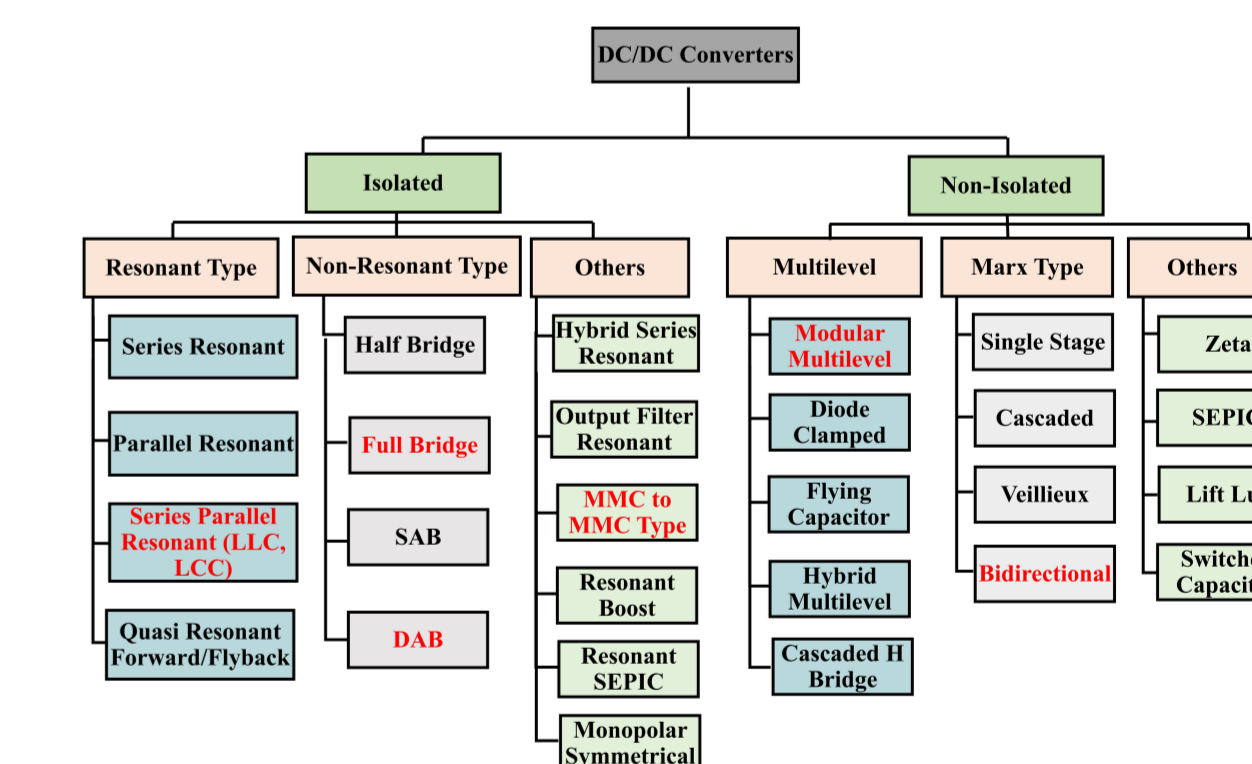 DC/DC Converters
Isolated
Non-Isolated
Resonant Type
Non-Resonant Type
Others
Multilevel
Marx Type
Others
Series Resonant
Parallel Resonant
Series Parallel
Resonant (LLC,
LCC)
Quasi Resonant
Forward/Flyback
Half Bridge
Full Bridge
SAB
DAB
Hybrid Series
Resonant
Output Filter
Resonant
MMC to
MMC Type
Resonant
Boost
Resonant
SEPIC
Monopolar
Symmetrical
Modular
Multilevel
Diode
Clamped
Flying
Capacitor
Hybrid
Multilevel
Cascaded H
Bridge
Single Stage
Cascaded
Veillieux
Bidirectional
Zeta
SEPIC
Lift